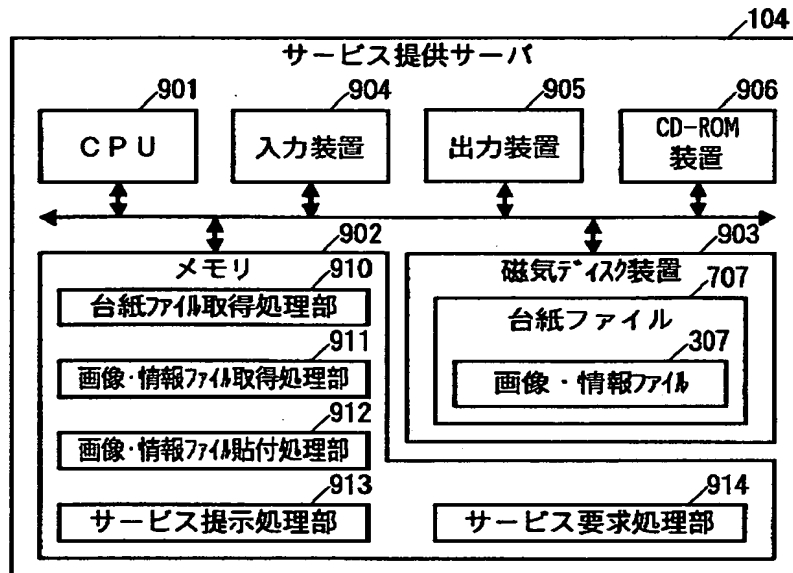 104
サービス提供サーバ
901
904
905
906
CPU
入力装置
出力装置
CD-ROM
装置
902
903
メモリ
磁気ディスク装置
910
707
台紙ファイル取得処理部
台紙ファイル
911
307
画像・情報ファイル取得処理部
画像・情報ファイル
912
画像・情報ファイル貼付処理部
913
914
サービス提示処理部
サービス要求処理部